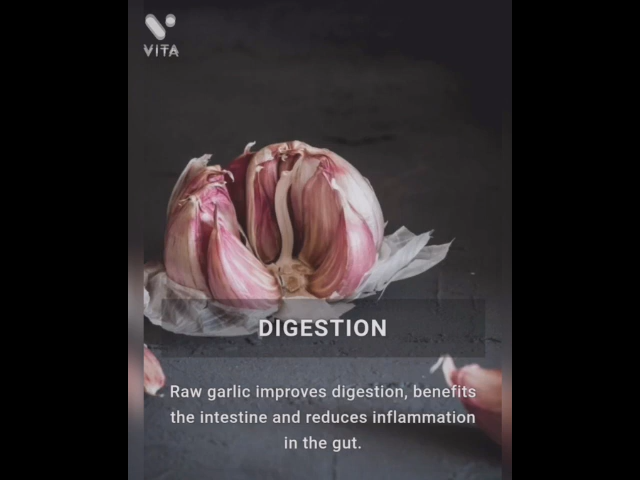 VITA
DIGESTION
Raw garlic improves digestion, benefits
the intestine and reduces inflammation
in the gut.